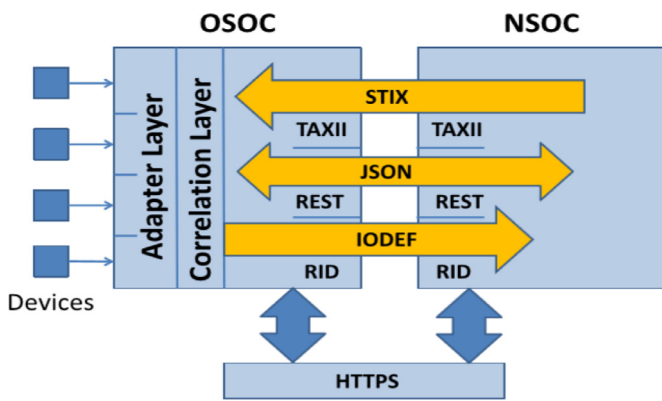 OSOC
NSOC
Adapter Layer
Correlation Layer
STIX
TAXII
TAXII
JSON
REST
REST
IODEF
RID
RID
Devices
HTTPS